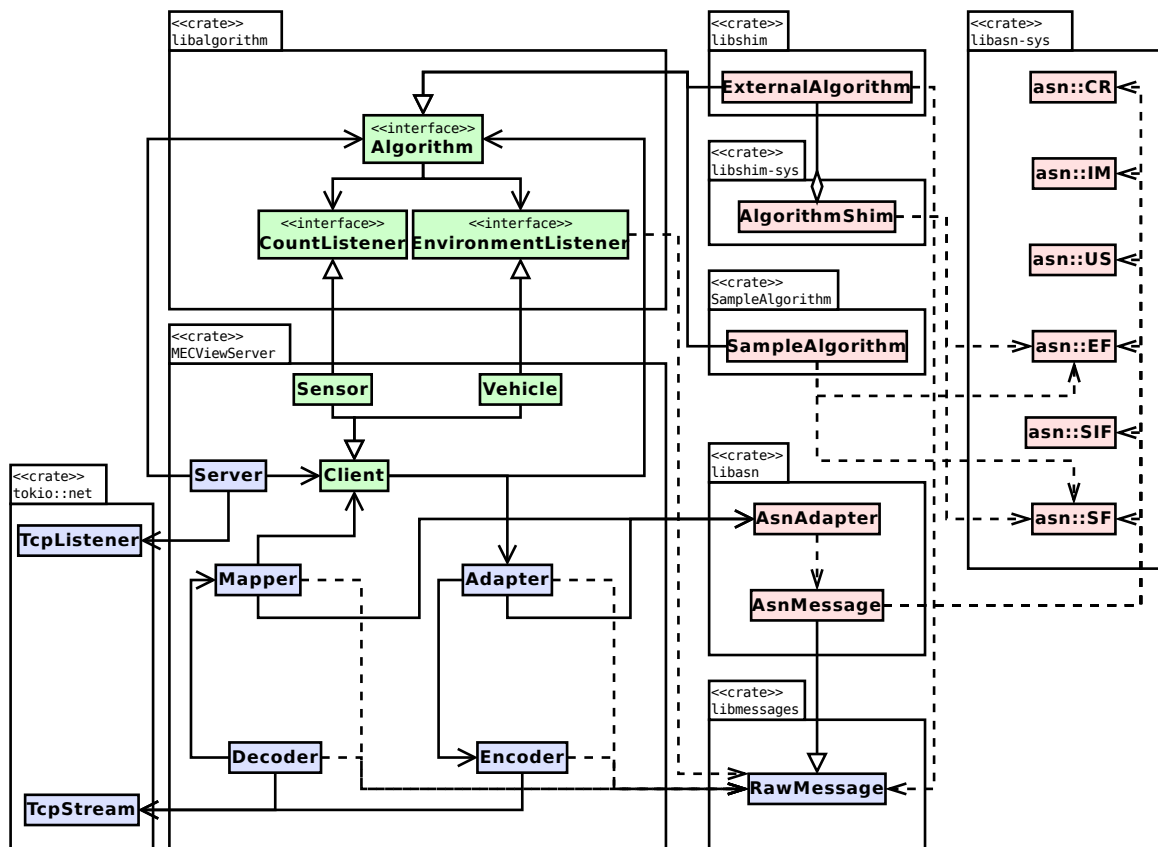 <<crate>>
libalgorithm
<<interface>>
Algorithm
<<interface>>
CountListener
<<interface>>
EnvironmentListener
<<crate>>
MECViewServer
Sensor
Vehicle
Server
Client
Mapper
Adapter
Decoder
Encoder
<<crate>>
tokio::net
TcpListener
TcpStream
<<crate>>
libshim
ExternalAlgorithm
<<crate>>
libshim-sys
AlgorithmShim
<<crate>>
SampleAlgorithm
SampleAlgorithm
<<crate>>
libasn
AsnAdapter
AsnMessage
<<crate>>
libmessages
RawMessage
<<crate>>
libasn-sys
asn::CR
asn::IM
asn::US
asn::EF
asn::SIF
asn::SF